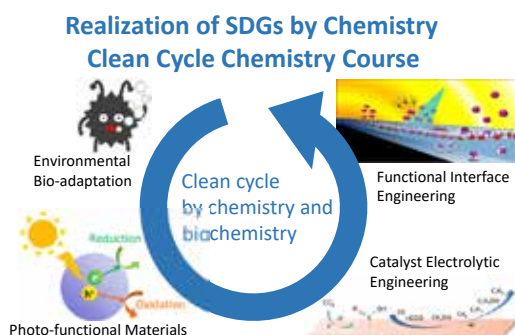 Realization of SDGs by Chemistry
Clean Cycle Chemistry Course
Environmental
Bio-adaptation
Functional Interface
Engineering
Clean cycle
by chemistry and
biochemistry
Reduction
e⁻
h⁺
Oxidation
Photo-functional Materials
Catalyst Electrolytic
Engineering